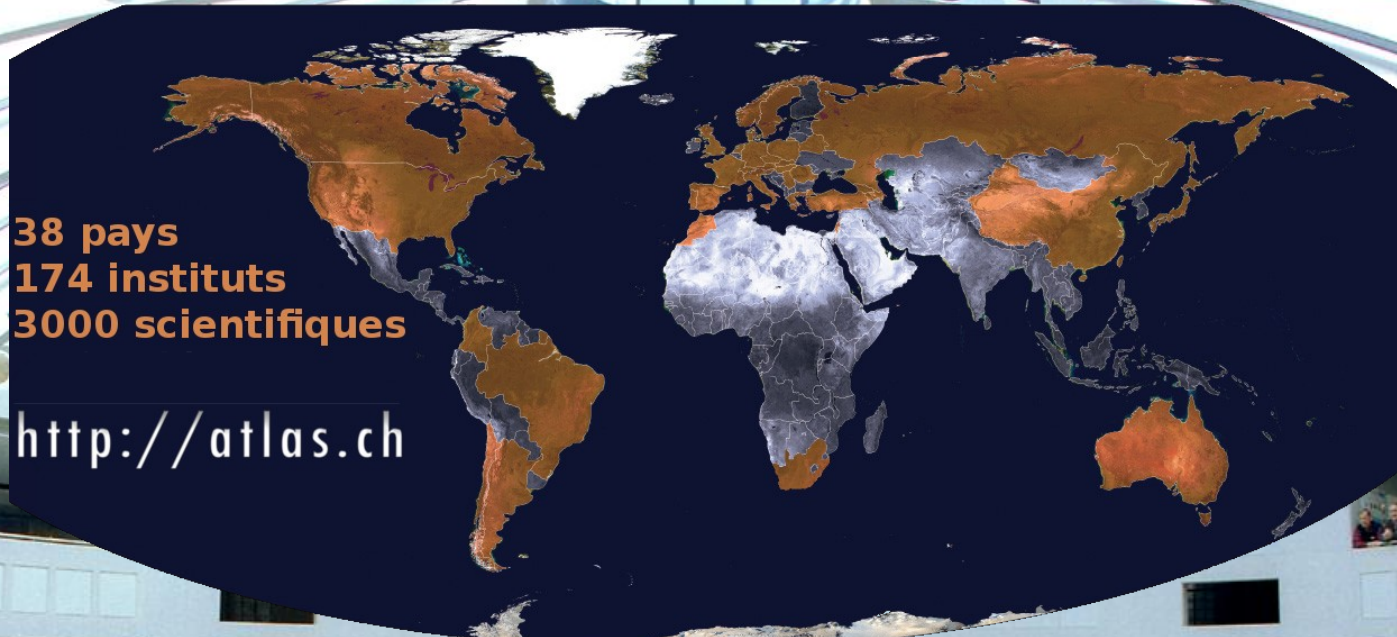 38 pays
174 instituts
3000 scientifiques
http://atlas.ch